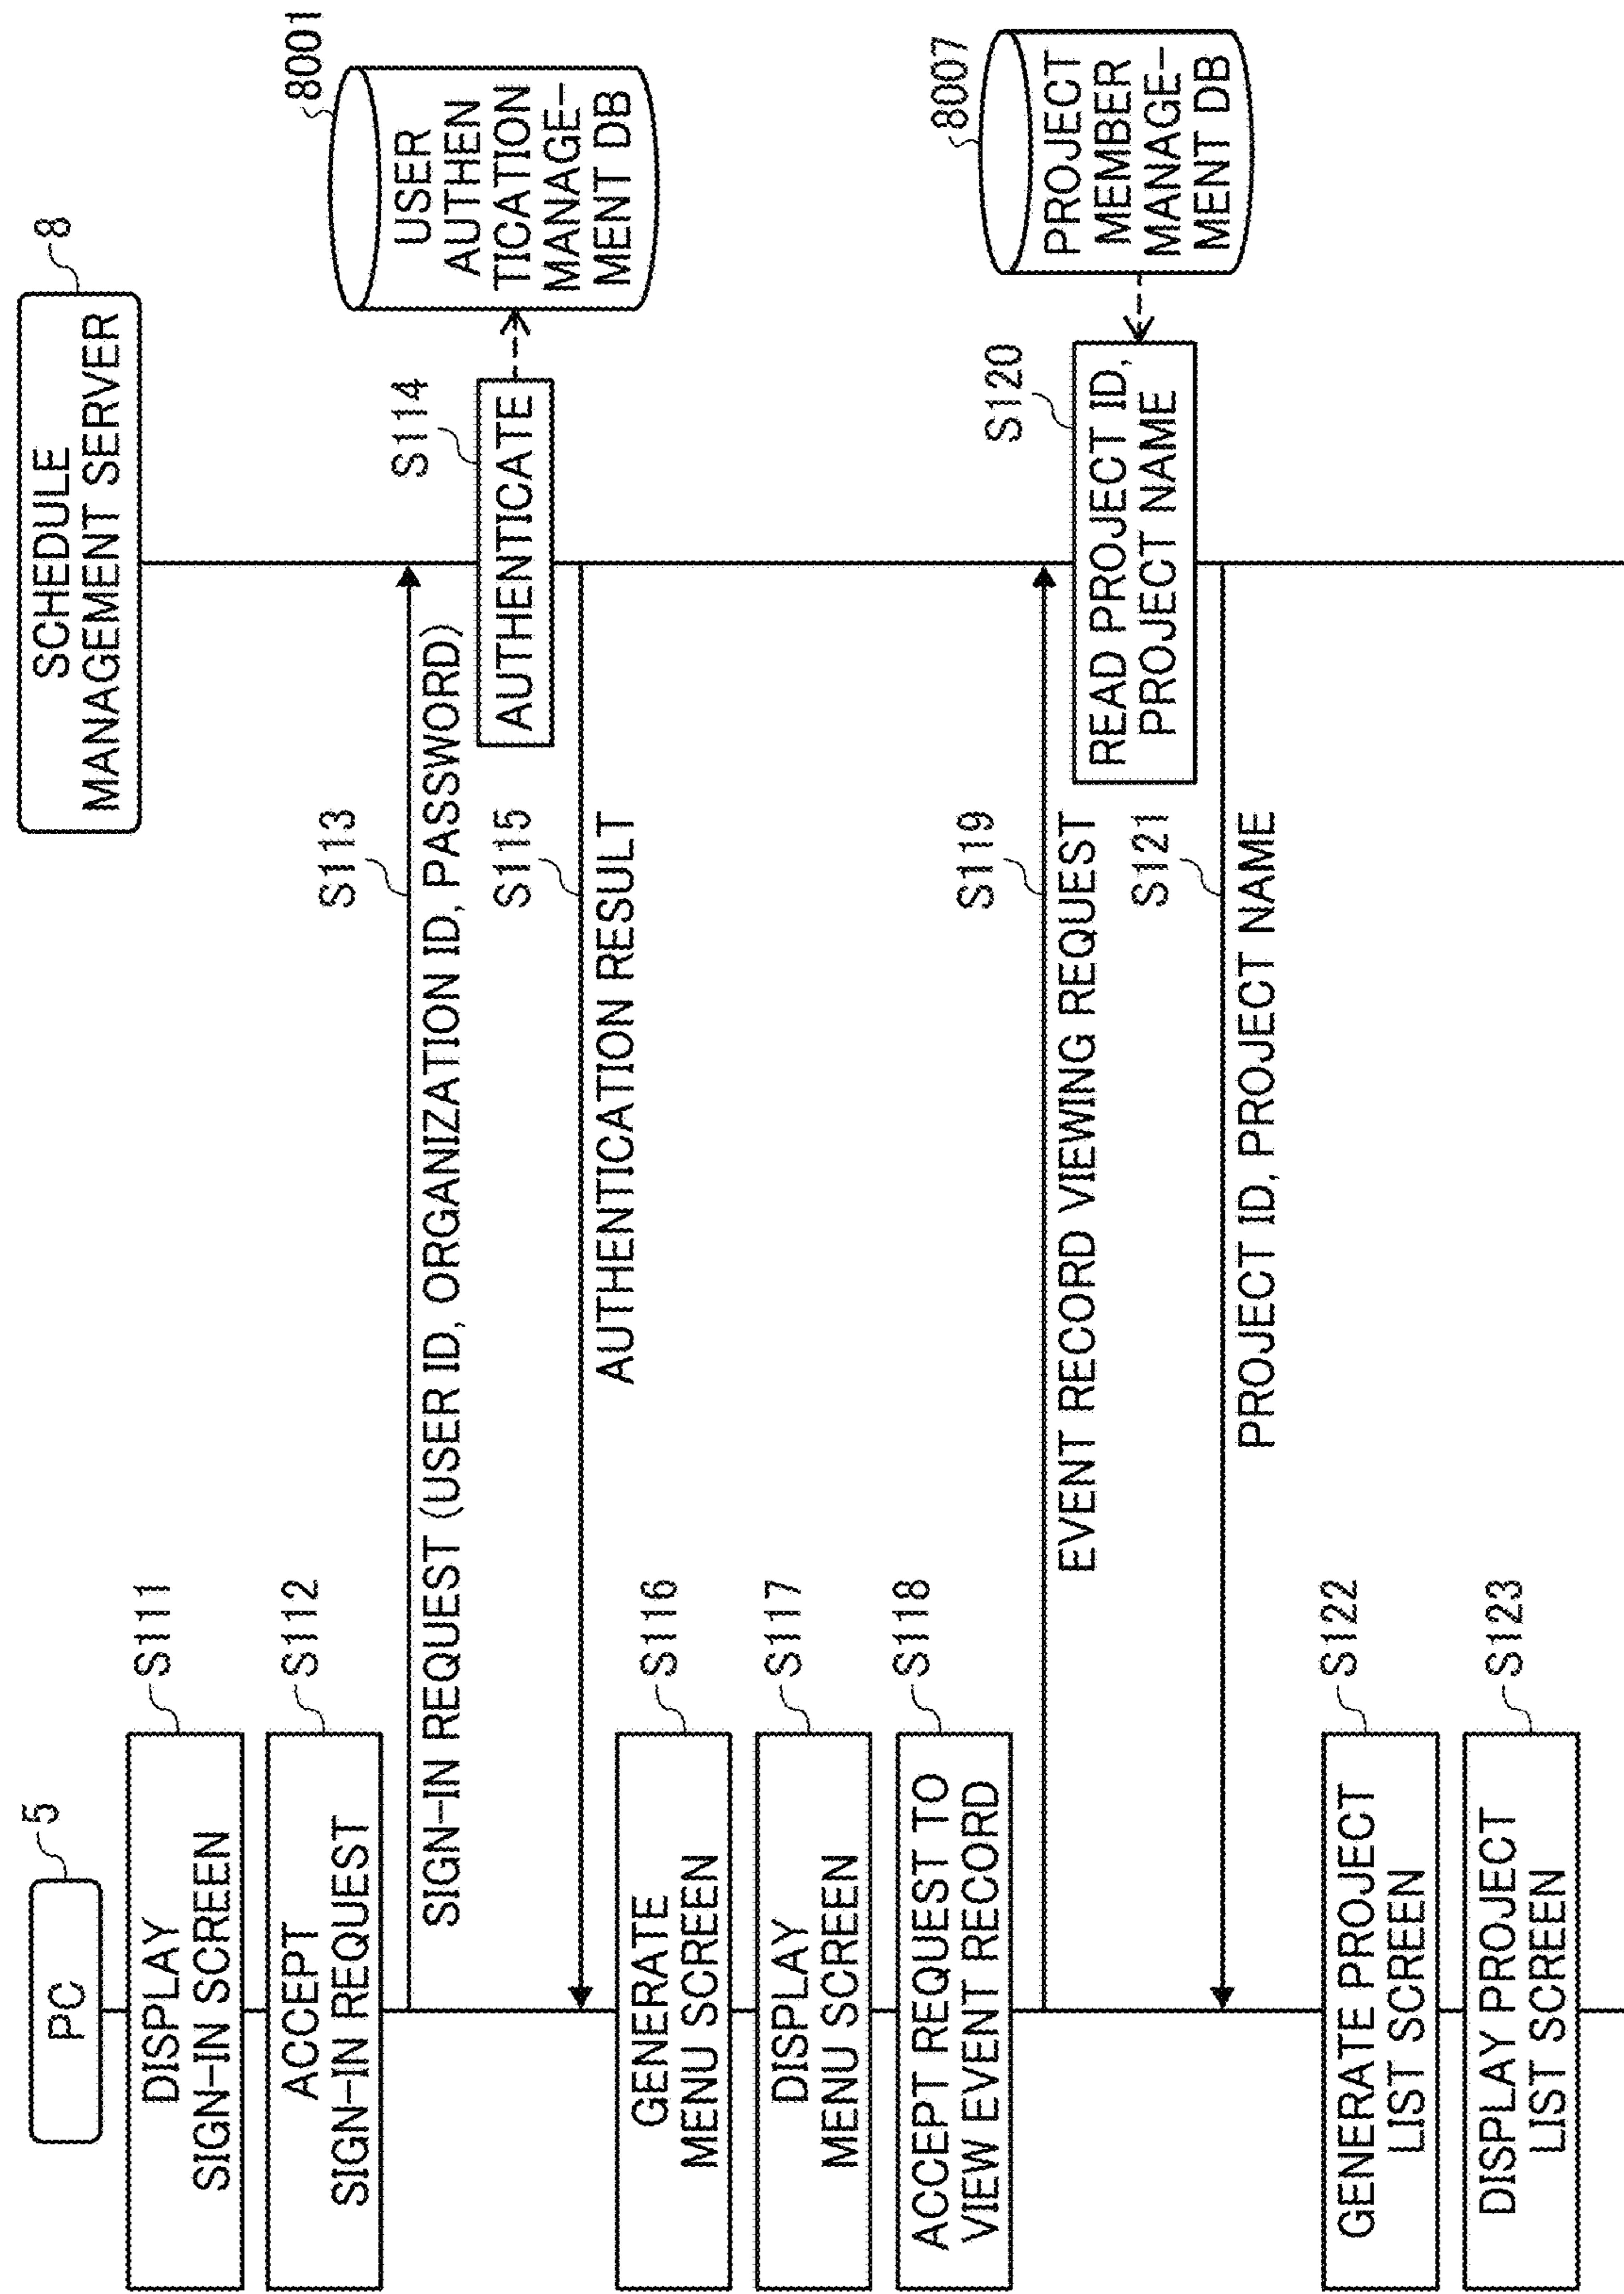 PC
5
SCHEDULE
MANAGEMENT SERVER
8
DISPLAY
SIGN-IN SCREEN
S111
ACCEPT
SIGN-IN REQUEST
S112
S113
SIGN-IN REQUEST (USER ID, ORGANIZATION ID, PASSWORD)
S114
AUTHENTICATE
8001
USER
AUTHEN
TICATION
MANAGE-
MENT DB
S115
AUTHENTICATION RESULT
GENERATE
MENU SCREEN
S116
DISPLAY
MENU SCREEN
S117
ACCEPT REQUEST TO
VIEW EVENT RECORD
S118
S119
EVENT RECORD VIEWING REQUEST
S120
READ PROJECT ID,
PROJECT NAME
8007
PROJECT
MEMBER
MANAGE-
MENT DB
S121
PROJECT ID, PROJECT NAME
GENERATE PROJECT
LIST SCREEN
S122
DISPLAY PROJECT
LIST SCREEN
S123